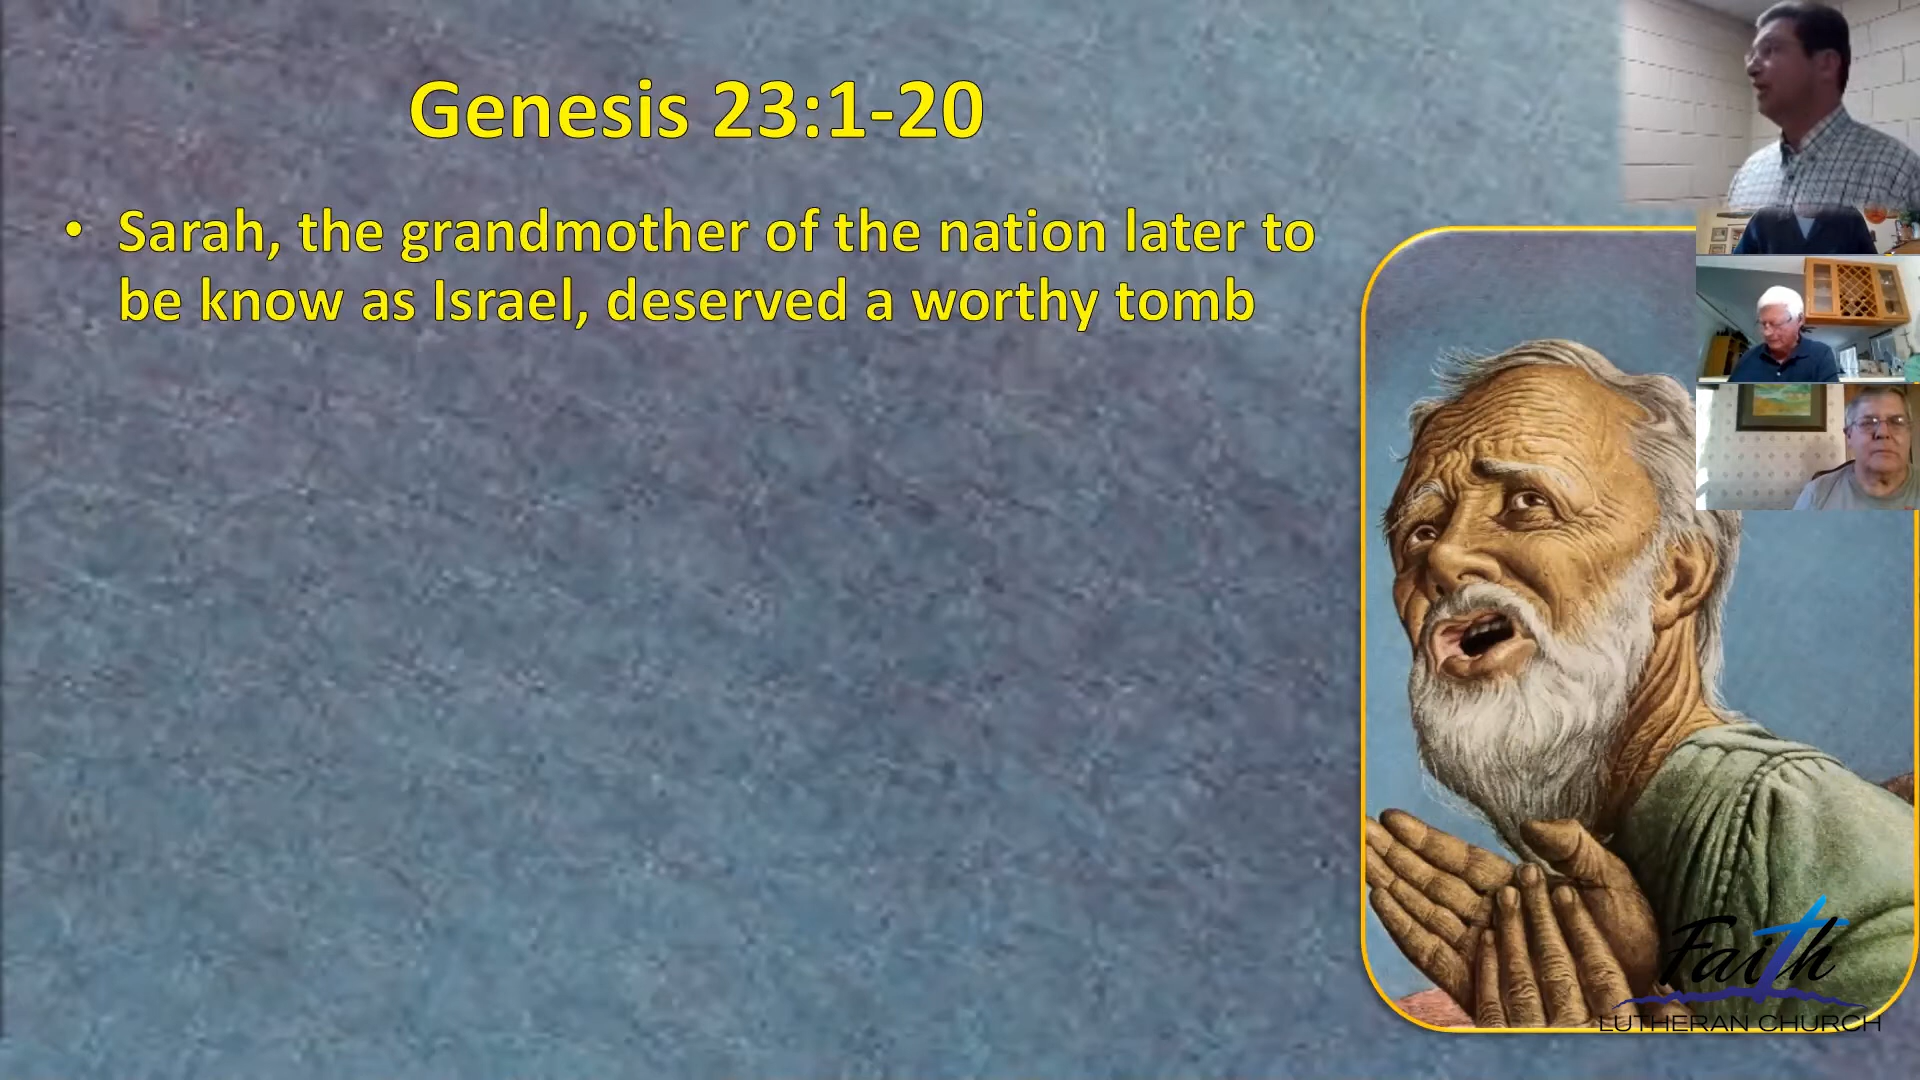 Genesis 23:1-20
• Sarah, the grandmother of the nation later to
be know as Israel, deserved a worthy tomb
Faith
LUTHERAN CHURCH